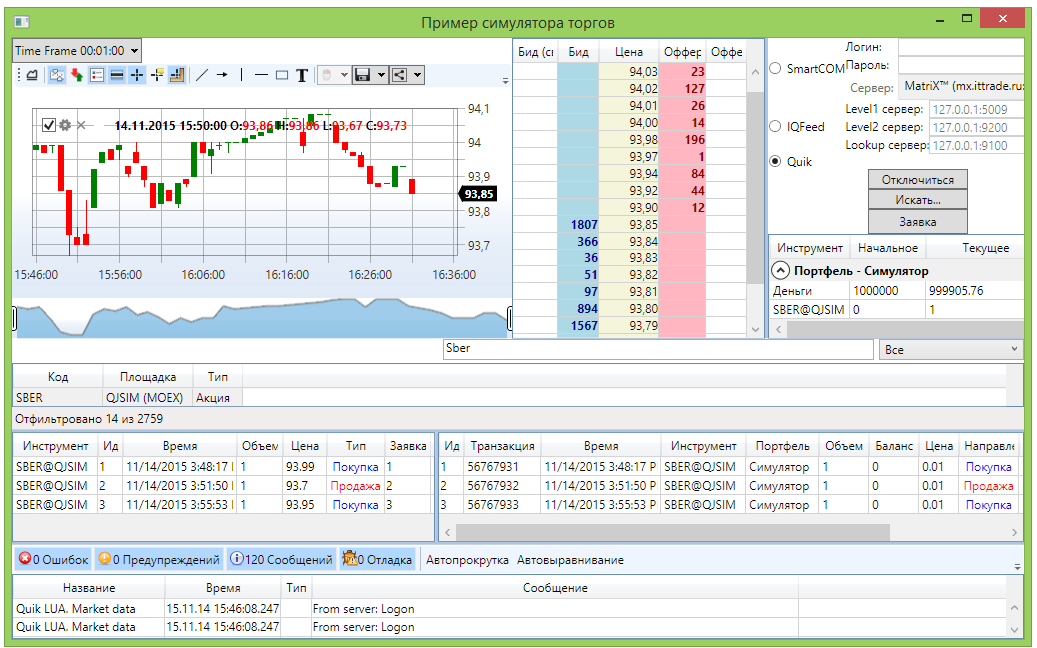 Пример симулятора торгов
Time Frame 00:01:00
T
14.11.2015 15:50:00 O:93,86 H:93,86 L:93,67 C:93,73
94,1
94
93,9
93,85
93,8
93,7
15:46:00 15:56:00 16:06:00 16:16:00 16:26:00 16:36:00
Бид (сı Бид Цена Оффер Оффе
94,03 23
94,02 127
94,01 26
94,00 14
93,98 196
93,97 1
93,94 84
93,92 44
93,90 12
1807 93,85
366 93,84
36 93,83
51 93,82
97 93,81
894 93,80
1567 93,79
Логин:
SmartCOM Пароль:
Сервер: MatriX™ (mx.ittrade.ru:
Level1 сервер: 127.0.0.1:5009
IQFeed Level2 сервер: 127.0.0.1:9200
Lookup сервер: 127.0.0.1:9100
Quik
Отключиться
Искать...
Заявка
Инструмент Начальное Текущее
Портфель - Симулятор
Деньги 1000000 999905.76
SBER@QJSIM 0 1
Sber Все
Код Площадка Тип
SBER QJSIM (MOEX) Акция
Отфильтровано 14 из 2759
Инструмент Ид Время Объем Цена Тип Заявка
SBER@QJSIM 1 11/14/2015 3:48:17 1 93.99 Покупка 1
SBER@QJSIM 2 11/14/2015 3:51:50 1 93.7 Продажа 2
SBER@QJSIM 3 11/14/2015 3:55:53 1 93.95 Покупка 3
Ид Транзакция Время Инструмент Портфель Объем Баланс Цена Направле
1 56767931 11/14/2015 3:48:17 P SBER@QJSIM Симулятор 1 0 0.01 Покупка
2 56767932 11/14/2015 3:51:50 P SBER@QJSIM Симулятор 1 0 0.01 Продажа
3 56767933 11/14/2015 3:55:53 P SBER@QJSIM Симулятор 1 0 0.01 Покупка
0 Ошибок 0 Предупреждений 120 Сообщений 0 Отладка Автопрокрутка Автовыравнивание
Название Время Тип Сообщение
Quik LUA. Market data 15.11.14 15:46:08.247 From server: Logon
Quik LUA. Market data 15.11.14 15:46:08.247 From server: Logon